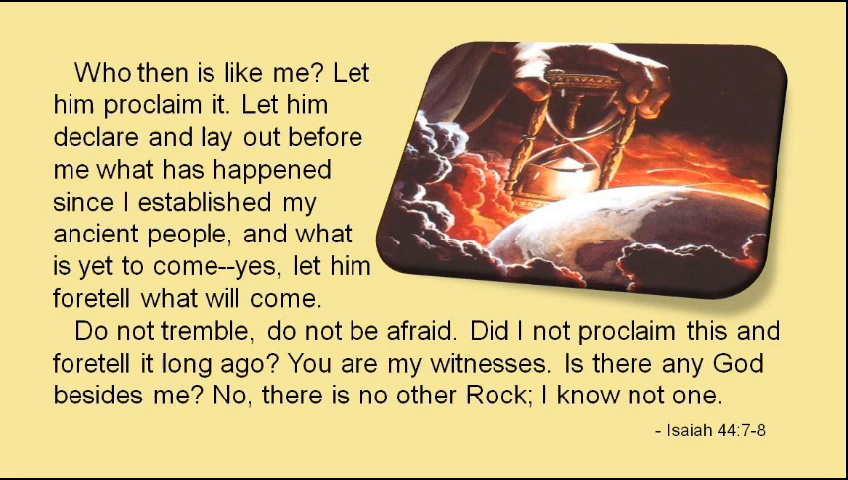 Who then is like me? Let
him proclaim it. Let him
declare and lay out before
me what has happened
since I established my
ancient people, and what
is yet to come--yes, let him
foretell what will come.
Do not tremble, do not be afraid. Did I not proclaim this and
foretell it long ago? You are my witnesses. Is there any God
besides me? No, there is no other Rock; I know not one.
- Isaiah 44:7-8